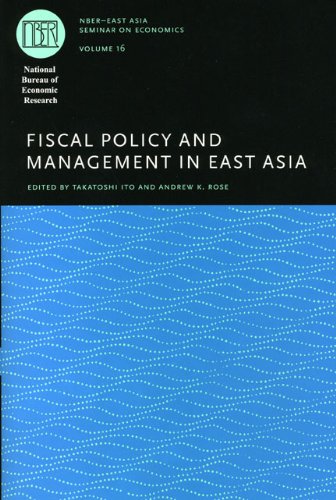 NBER
NBER–EAST ASIA
SEMINAR ON ECONOMICS
VOLUME 16
National
Bureau of
Economic
Research
FISCAL POLICY AND
MANAGEMENT IN EAST ASIA
EDITED BY TAKATOSHI ITO AND ANDREW K. ROSE